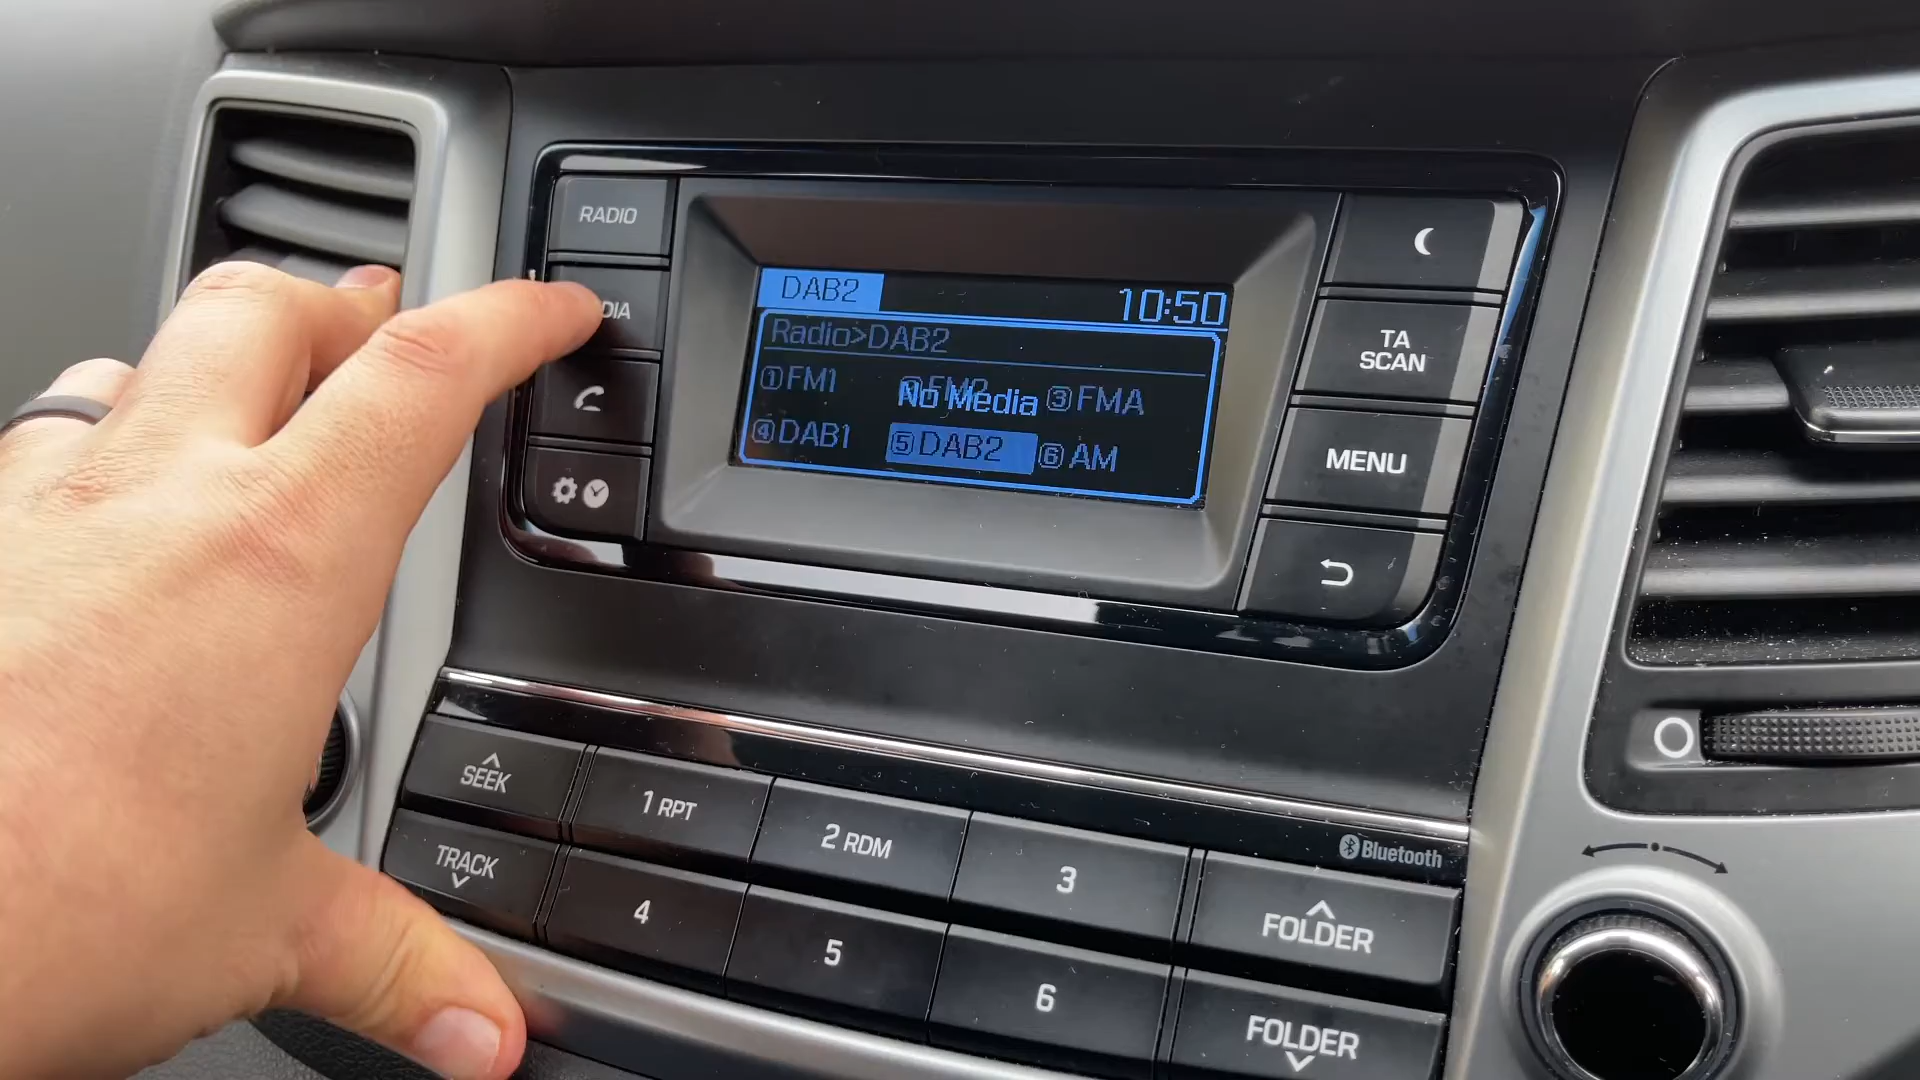 RADIO
DIA
DAB2
10:50
Radio>DAB2
①FM1
No Media
③FMA
④DAB1
⑤DAB2
⑥AM
TA
SCAN
MENU
SEEK
TRACK
1 RPT
2 RDM
3
4
5
6
Bluetooth
FOLDER
FOLDER